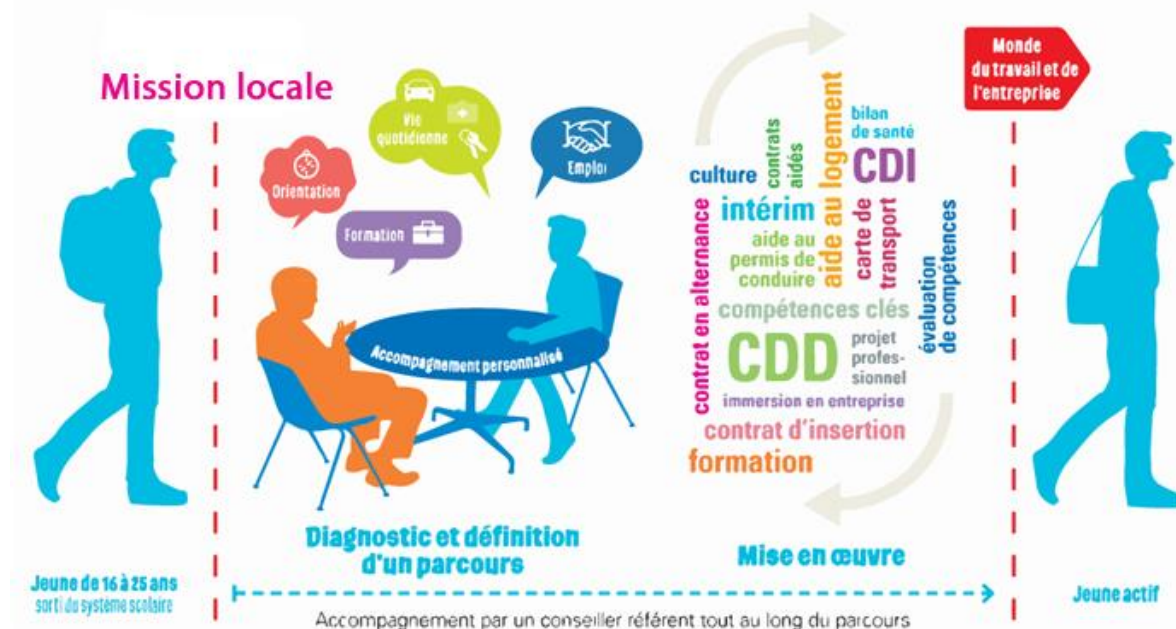 Mission locale
Orientation
Vie
quotidienne
Formation
Emploi
Accompagnement personnalisé
Diagnostic et définition
d'un parcours
culture
contrats
aidés
aide au logement
bilan
de santé
CDI
contrat en alternance
intérim
aide au
permis de
conduire
carte de
transport
évaluation
de compétences
compétences clés
CDD
projet
profes-
sionnel
immersion en entreprise
contrat d'insertion
formation
Mise en œuvre
Monde
du travail et de
l'entreprise
Jeune de 16 à 25 ans
sorti du système scolaire
Jeune actif
Accompagnement par un conseiller référent tout au long du parcours